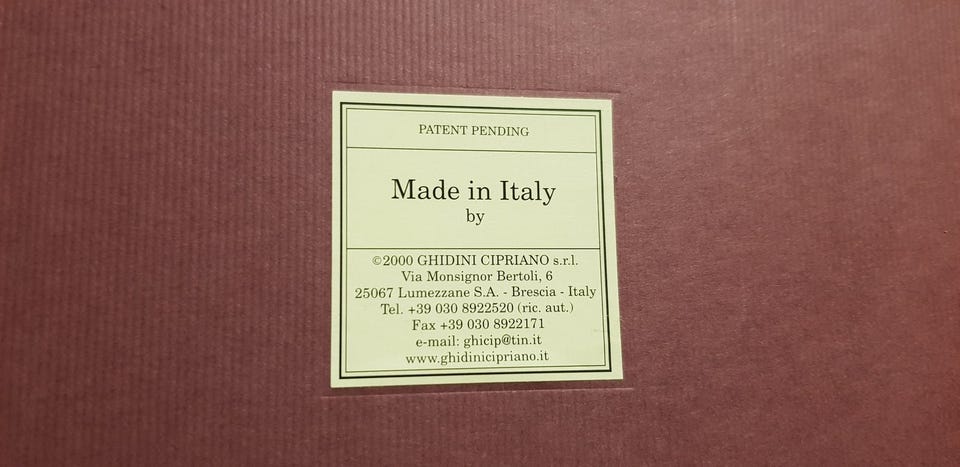 PATENT PENDING
Made in Italy
by
©2000 GHIDINI CIPRIANO s.r.l.
Via Monsignor Bertoli, 6
25067 Lumezzane S.A. - Brescia - Italy
Tel. +39 030 8922520 (ric. aut.)
Fax +39 030 8922171
e-mail: ghicip@tin.it
www.ghidinicipriano.it